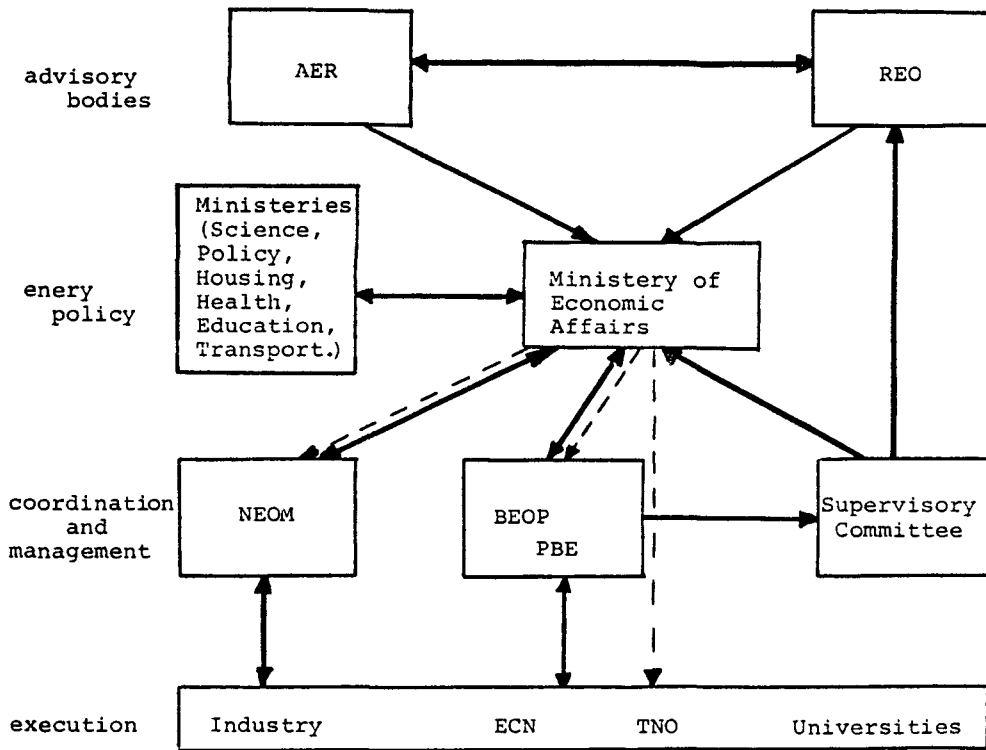 advisory
bodies
AER
REO
Ministeries
(Science,
Policy,
Housing,
Health,
Education,
Transport.)
enery
policy
Ministery of
Economic
Affairs
coordination
and
management
NEOM
BEOP
PBE
Supervisory
Committee
execution
Industry
ECN
TNO
Universities